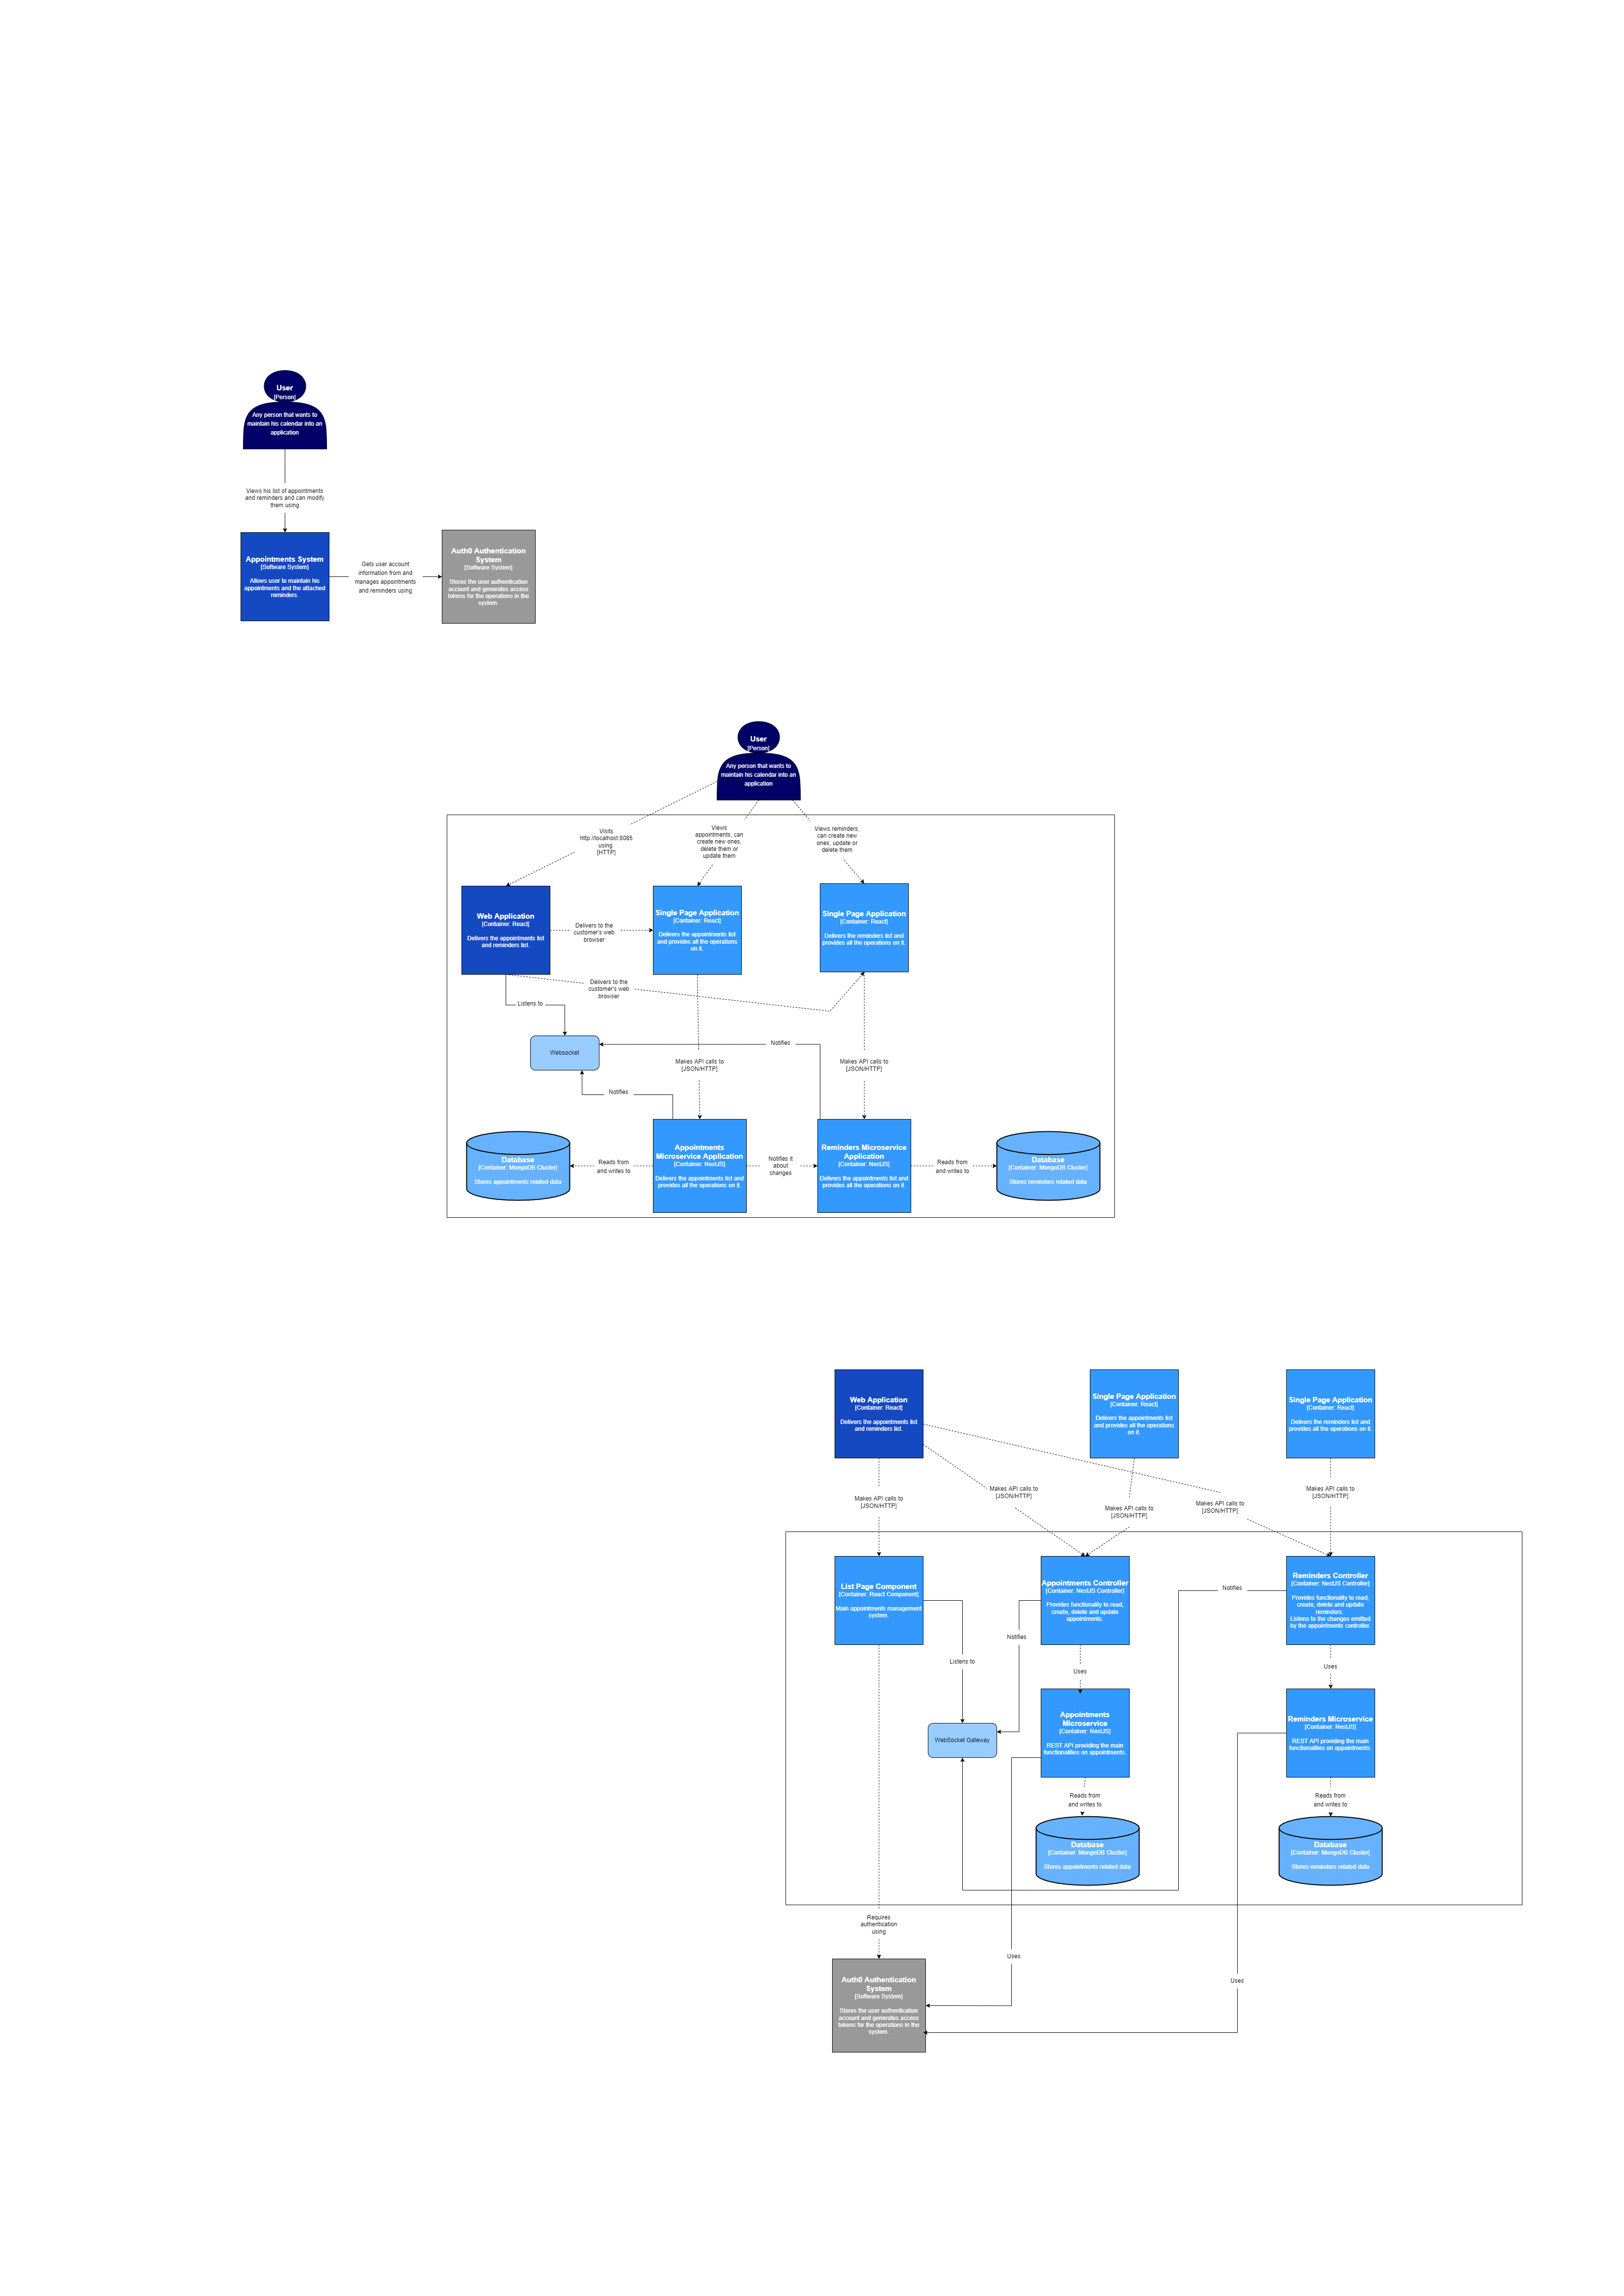 User
[Person]
Any person that wants to
maintain his calendar into an
application
Views his list of appointments
and reminders and can modify
them using
Appointments System
[Software System]
Allows user to maintain his
appointments and the attached
reminders.
Gets user account
information from and
manages appointments
and reminders using
Auth0 Authentication
System
[Software System]
Stores the user authentication
account and generates access
tokens for the operations in the
system.
User
[Person]
Any person that wants to
maintain his calendar into an
application
Visits
http://localhost:8085
using
[HTTP]
Views
appointments, can
create new ones,
delete them or
update them
Views reminders,
can create new
ones, update or
delete them
Web Application
[Container: React]
Delivers the appointments list
and reminders list.
Delivers to the
customer's web
browser
Single Page Application
[Container: React]
Delivers the appointments list
and provides all the operations
on it.
Single Page Application
[Container: React]
Delivers the reminders list and
provides all the operations on it.
Delivers to the
customer's web
browser
Listens to
Websocket
Notifies
Makes API calls to
[JSON/HTTP]
Makes API calls to
[JSON/HTTP]
Notifies
Database
[Container: MongoDB Cluster]
Stores appointments related data
Reads from
and writes to
Appointments
Microservice Application
[Container: NestJS]
Delivers the appointments list and
provides all the operations on it.
Notifies it
about
changes
Reminders Microservice
Application
[Container: NestJS]
Delivers the appointments list and
provides all the operations on it.
Reads from
and writes to
Database
[Container: MongoDB Cluster]
Stores reminders related data
Web Application
[Container: React]
Delivers the appointments list
and reminders list.
Single Page Application
[Container: React]
Delivers the appointments list
and provides all the operations
on it.
Single Page Application
[Container: React]
Delivers the reminders list and
provides all the operations on it.
Makes API calls to
[JSON/HTTP]
Makes API calls to
[JSON/HTTP]
Makes API calls to
[JSON/HTTP]
Makes API calls to
[JSON/HTTP]
Makes API calls to
[JSON/HTTP]
List Page Component
[Container: React Component]
Main appointments management
system.
Appointments Controller
[Container: NestJS Controller]
Provides functionality to read,
create, delete and update
appointments.
Notifies
Reminders Controller
[Container: NestJS Controller]
Provides functionality to read,
create, delete and update
reminders.
Listens to the changes emitted
by the appointments controller.
Notifies
Listens to
Uses
Uses
WebSocket Gateway
Appointments
Microservice
[Container: NestJS]
REST API providing the main
functionalities on appointments.
Reminders Microservice
[Container: NestJS]
REST API providing the main
functionalities on appointments.
Reads from
and writes to
Reads from
and writes to
Database
[Container: MongoDB Cluster]
Stores appointments related data
Database
[Container: MongoDB Cluster]
Stores reminders related data
Requires
authentication
using
Uses
Uses
Auth0 Authentication
System
[Software System]
Stores the user authentication
account and generates access
tokens for the operations in the
system.